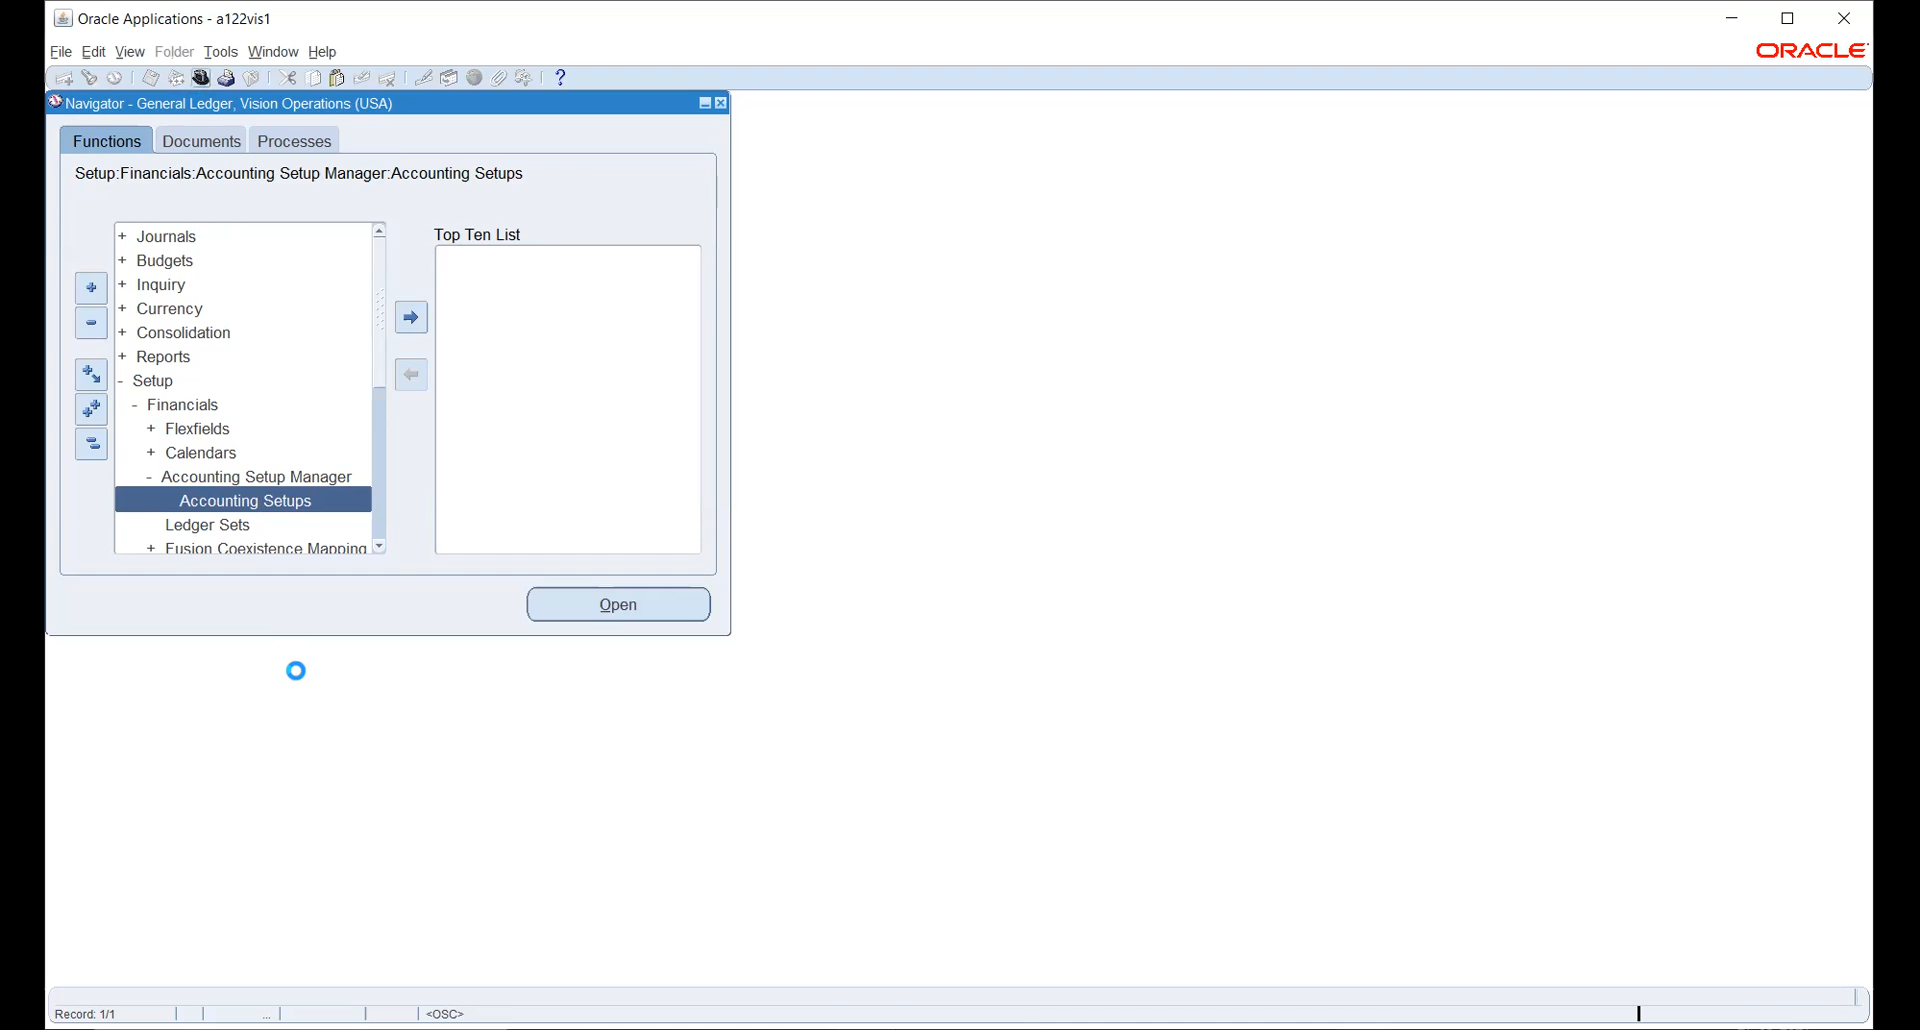 Oracle Applications - a122vis1
File Edit View Folder Tools Window Help
ORACLE
?
Navigator - General Ledger, Vision Operations (USA)
Functions Documents Processes
Setup:Financials:Accounting Setup Manager:Accounting Setups
Top Ten List
+ Journals
+ Budgets
+ Inquiry
+ Currency
+ Consolidation
+ Reports
- Setup
- Financials
+ Flexfields
+ Calendars
- Accounting Setup Manager
Accounting Setups
Ledger Sets
+ Fusion Coexistence Mapping
Open
Record: 1/1 ... <OSC>